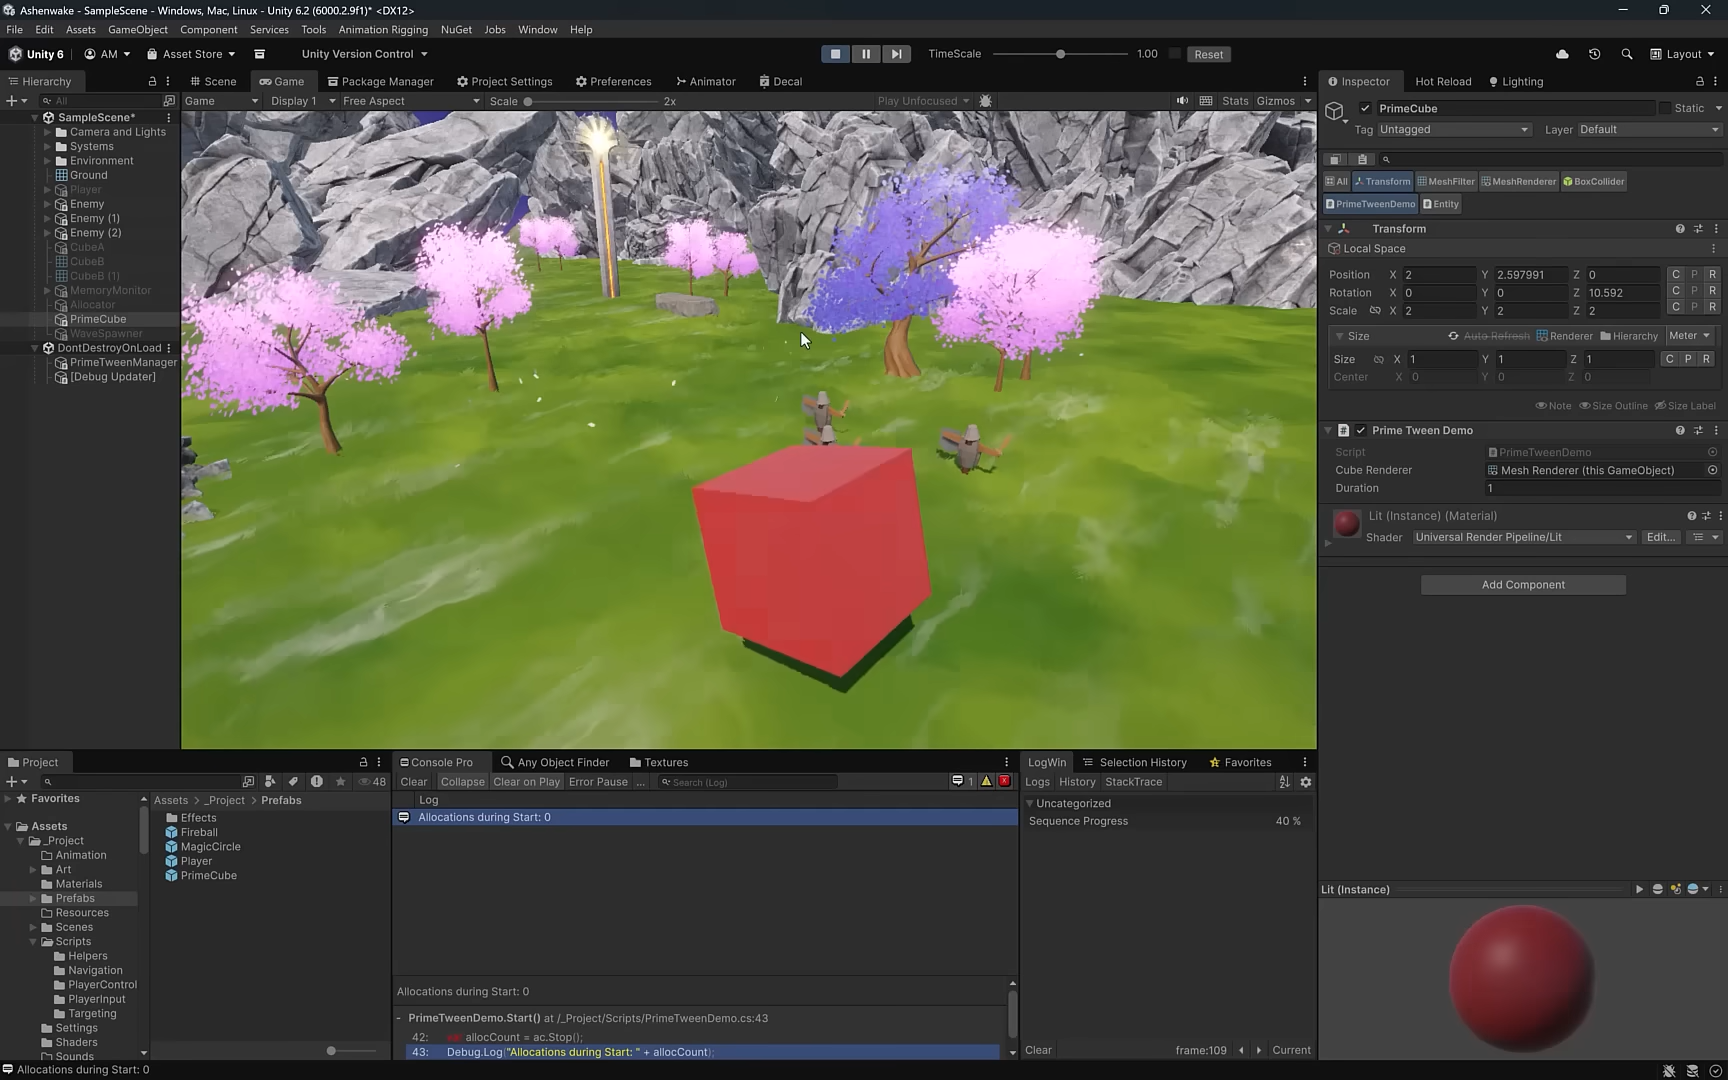 Ashenwake - SampleScene - Windows, Mac, Linux - Unity 6.2 (6000.2.9f1)* <DX12>
File Edit Assets GameObject Component Services Tools Animation Rigging NuGet Jobs Window Help
Unity 6 AM Asset Store Unity Version Control TimeScale 1.00 Reset Layout
Hierarchy Scene Game Package Manager Project Settings Preferences Animator Decal Inspector Hot Reload Lighting
All Game Display 1 Free Aspect Scale 2x Play Unfocused Stats Gizmos
SampleScene*
Camera and Lights
Systems
Environment
Ground
Player
Enemy
Enemy (1)
Enemy (2)
CubeA
CubeB
CubeB (1)
MemoryMonitor
Allocator
PrimeCube
WaveSpawner
DontDestroyOnLoad
PrimeTweenManager
[Debug Updater]
PrimeCube Static
Tag Untagged Layer Default
All Transform MeshFilter MeshRenderer BoxCollider
PrimeTweenDemo Entity
Transform
Local Space
Position X 2 Y 2.597991 Z 0 C P R
Rotation X 0 Y 0 Z 10.592 C P R
Scale X 2 Y 2 Z 2 C P R
Size Auto Refresh Renderer Hierarchy Meter
Size X 1 Y 1 Z 1 C P R
Center X 0 Y 0 Z 0
Note Size Outline Size Label
Prime Tween Demo
Script PrimeTweenDemo
Cube Renderer Mesh Renderer (this GameObject)
Duration 1
Lit (Instance) (Material)
Shader Universal Render Pipeline/Lit Edit...
Add Component
Lit (Instance)
Project
48
Favorites
Assets
_Project
Animation
Art
Materials
Prefabs
Resources
Scenes
Scripts
Helpers
Navigation
PlayerControl
PlayerInput
Targeting
Settings
Shaders
Sounds
Assets > _Project > Prefabs
Effects
Fireball
MagicCircle
Player
PrimeCube
Console Pro Any Object Finder Textures
Clear Collapse Clear on Play Error Pause ... Search (Log) 1
Log
Allocations during Start: 0
Allocations during Start: 0
- PrimeTweenDemo.Start() at /_Project/Scripts/PrimeTweenDemo.cs:43
42: allocCount = ac.Stop();
43: Debug.Log("Allocations during Start: " + allocCount);
LogWin Selection History Favorites
Logs History StackTrace
Uncategorized
Sequence Progress 40 %
Clear frame:109 Current
Allocations during Start: 0